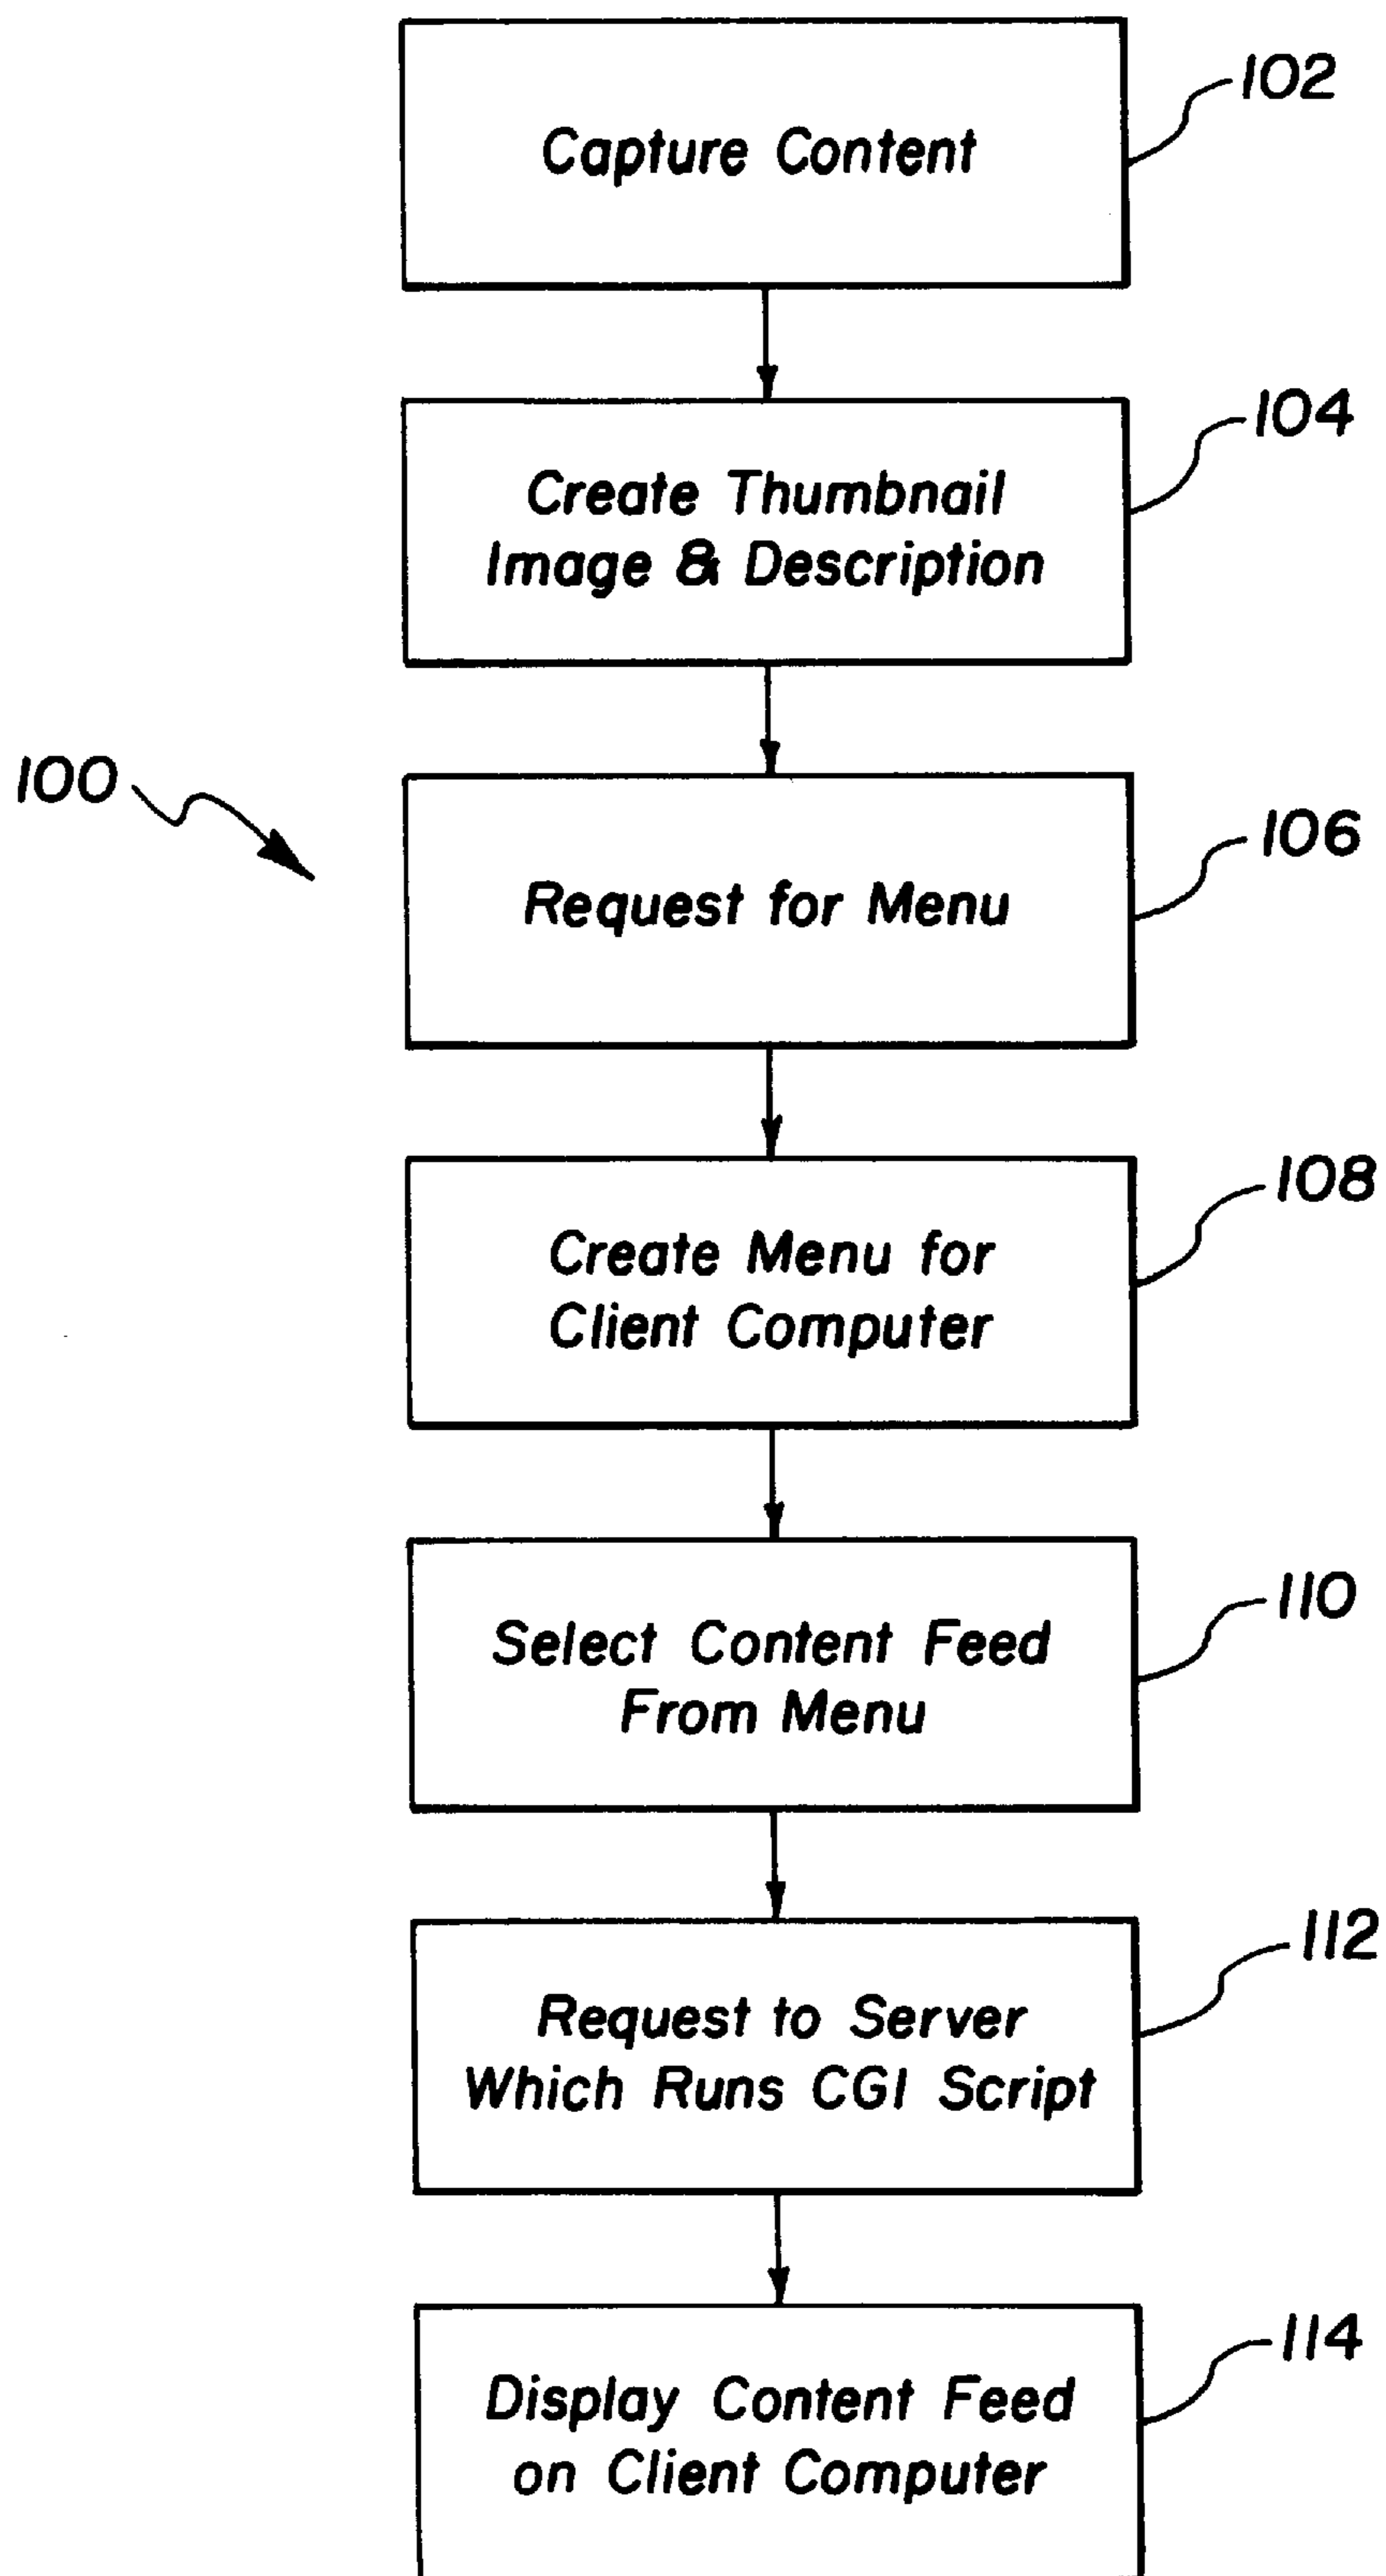 Capture Content
102
Create Thumbnail
Image & Description
104
100
Request for Menu
106
Create Menu for
Client Computer
108
Select Content Feed
From Menu
110
Request to Server
Which Runs CGI Script
112
Display Content Feed
on Client Computer
114